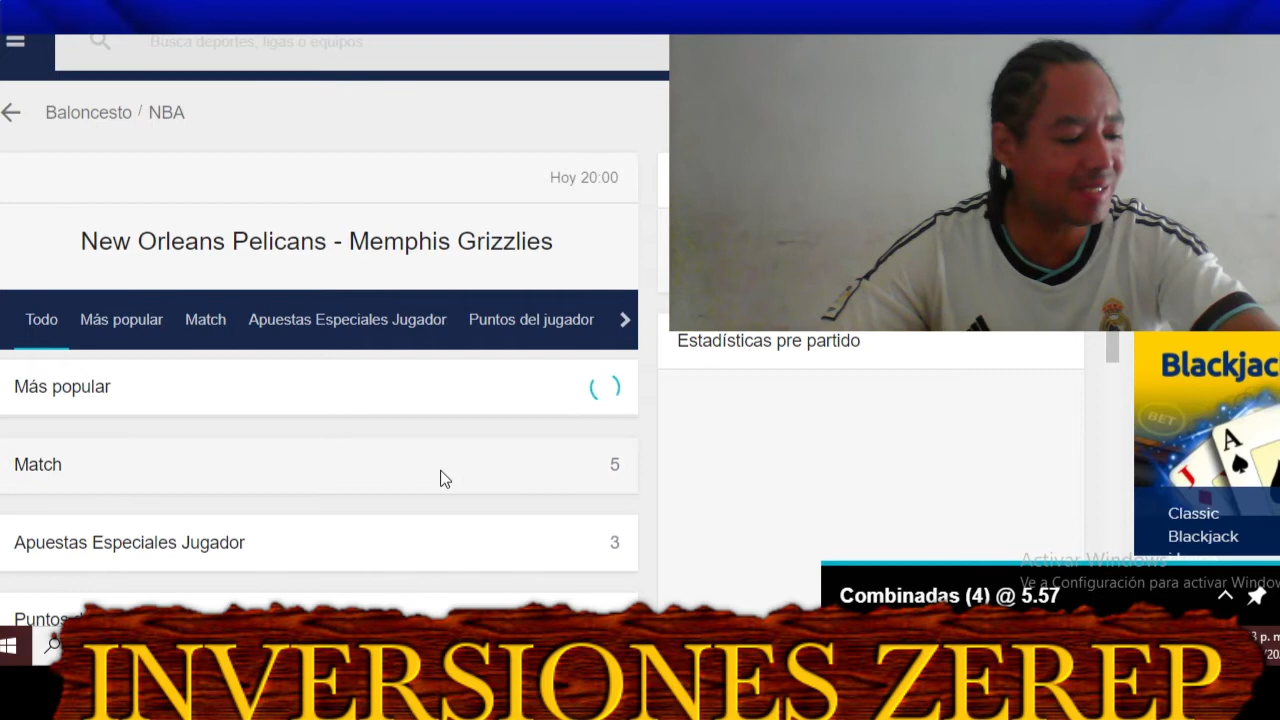 Busca deportes, ligas o equipos
Baloncesto / NBA
Hoy 20:00
New Orleans Pelicans - Memphis Grizzlies
Todo Más popular Match Apuestas Especiales Jugador Puntos del jugador
Más popular
Match 5
Apuestas Especiales Jugador 3
Puntos
Estadísticas pre partido
Blackjac
BET
A
J
Classic
Blackjack
Activar Windows
Ve a Configuración para activar Windo
Combinadas (4) @ 5.57
INVERSIONES ZEREP